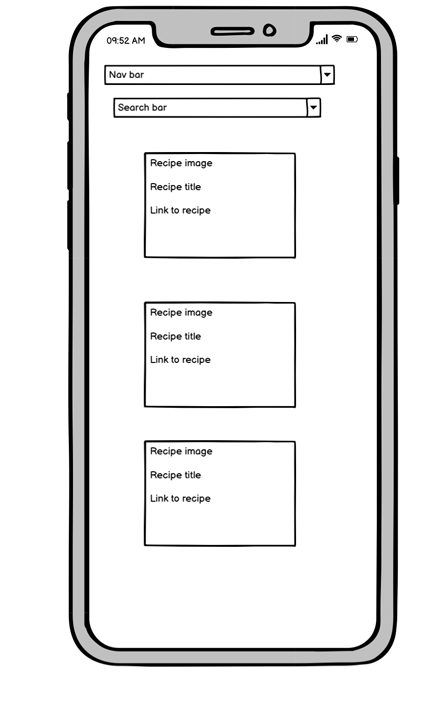 09:52 AM
Nav bar
Search bar
Recipe image
Recipe title
Link to recipe
Recipe image
Recipe title
Link to recipe
Recipe image
Recipe title
Link to recipe